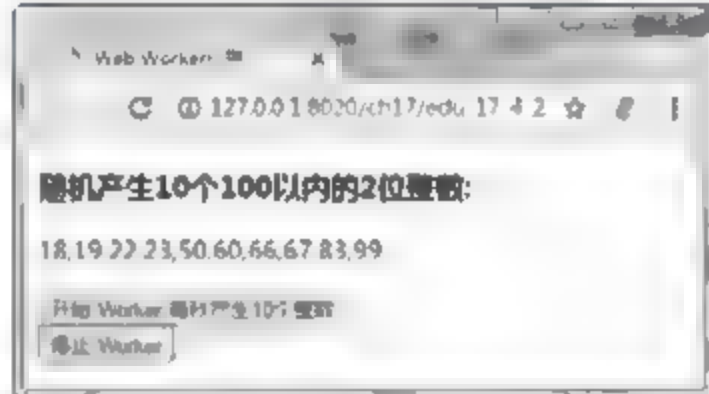 Web Worker
127.0.0.1:8020/ch17/edu_17_4_2
随机产生10个100以内的2位整数:
18,19,22,23,50,60,66,67,83,99
开始 Worker 每秒产生10个整数
停止 Worker